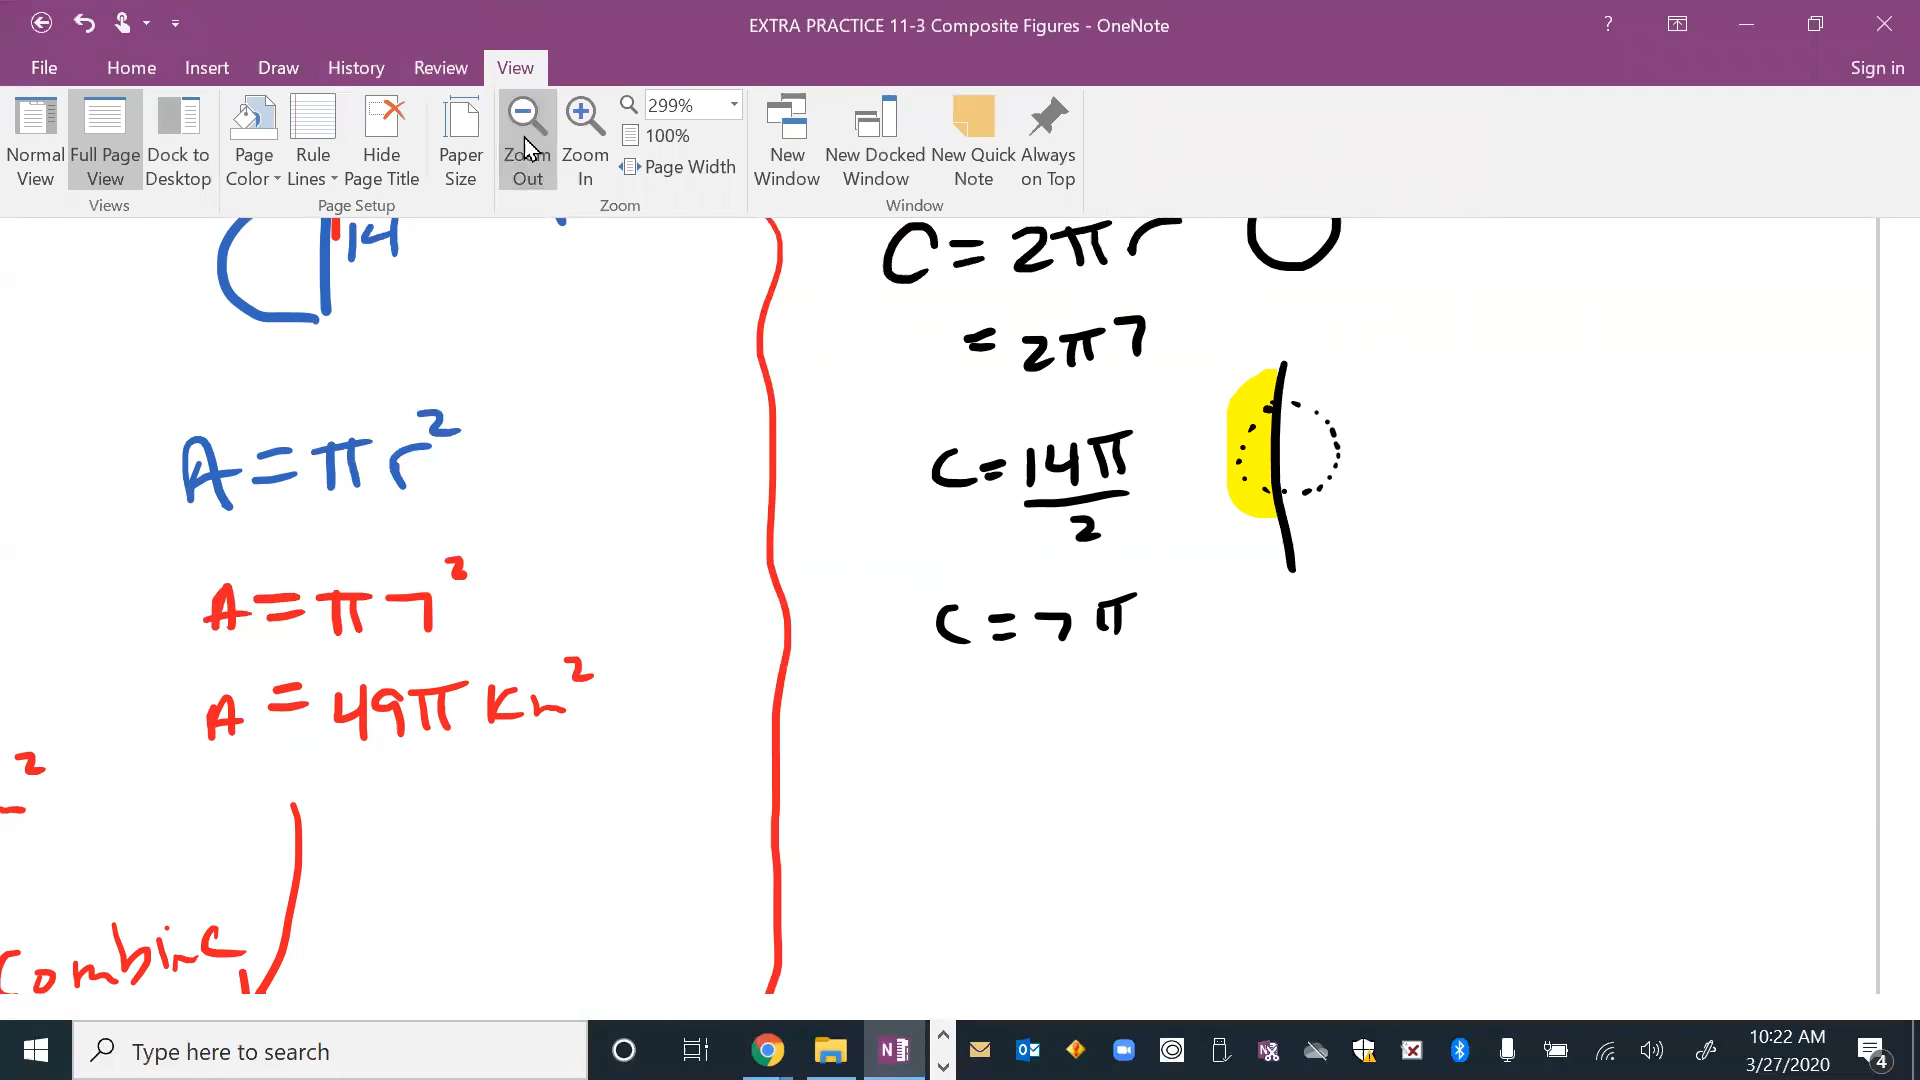 EXTRA PRACTICE 11-3 Composite Figures - OneNote
?
File Home Insert Draw History Review View
Sign in
Normal View
Full Page View
Dock to Desktop
Page Color
Rule Lines
Hide Page Title
Paper Size
Zoom Out
Zoom In
299%
100%
Page Width
New Window
New Docked Window
New Quick Note
Always on Top
Views
Page Setup
Zoom
Window
14
A = πr²
A = π7²
A = 49π Km²
2
Combine
C = 2πr
= 2π7
C = 14π
2
C = 7π
Type here to search
10:22 AM
3/27/2020
4